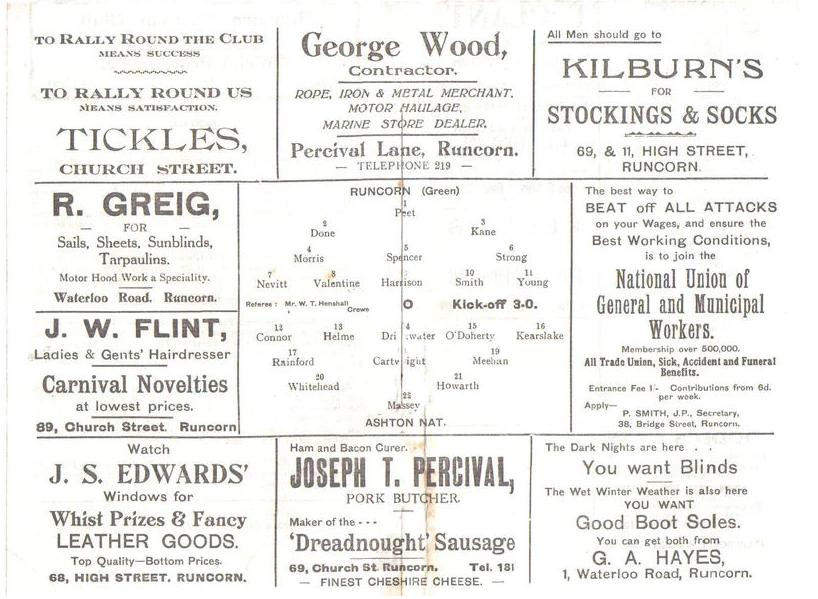 TO RALLY ROUND THE CLUB
MEANS SUCCESS
TO RALLY ROUND US
MEANS SATISFACTION.
TICKLES,
CHURCH STREET.
George Wood,
Contractor.
ROPE, IRON & METAL MERCHANT.
MOTOR HAULAGE,
MARINE STORE DEALER.
Percival Lane, Runcorn.
— TELEPHONE 219 —
All Men should go to
KILBURN'S
— FOR —
STOCKINGS & SOCKS
69, & 11, HIGH STREET,
RUNCORN.
R. GREIG,
— FOR —
Sails, Sheets, Sunblinds,
Tarpaulins.
Motor Hood Work a Speciality.
Waterloo Road. Runcorn.
J. W. FLINT,
Ladies & Gents' Hairdresser
Carnival Novelties
at lowest prices.
89, Church Street. Runcorn
RUNCORN (Green)
1
Peet
2 3
Done Kane
4 5 6
Morris Spencer Strong
7 8 9 10 11
Nevitt Valentine Harrison Smith Young
Referee : Mr. W. T. Henshall O Kick-off 3-0.
Crewe
12 13 4 15 16
Connor Helme Dri water O'Doherty Kearslake
17 19
Rainford Cartwright Meehan
20 21
Whitehead Howarth
22
Massey
ASHTON NAT.
The best way to
BEAT off ALL ATTACKS
on your Wages, and ensure the
Best Working Conditions,
is to join the
National Union of
General and Municipal
Workers.
Membership over 500,000.
All Trade Union, Sick, Accident and Funeral
Benefits.
Entrance Fee 1/- Contributions from 6d.
per week.
Apply—
P. SMITH, J.P., Secretary,
38, Bridge Street, Runcorn.
Watch
J. S. EDWARDS'
Windows for
Whist Prizes & Fancy
LEATHER GOODS.
Top Quality—Bottom Prices.
68, HIGH STREET. RUNCORN.
Ham and Bacon Curer.
JOSEPH T. PERCIVAL,
PORK BUTCHER.
Maker of the - - -
'Dreadnought' Sausage
69, Church St. Runcorn. Tel. 181
— FINEST CHESHIRE CHEESE. —
The Dark Nights are here . .
You want Blinds
The Wet Winter Weather is also here
YOU WANT
Good Boot Soles.
You can get both from
G. A. HAYES,
1, Waterloo Road, Runcorn.